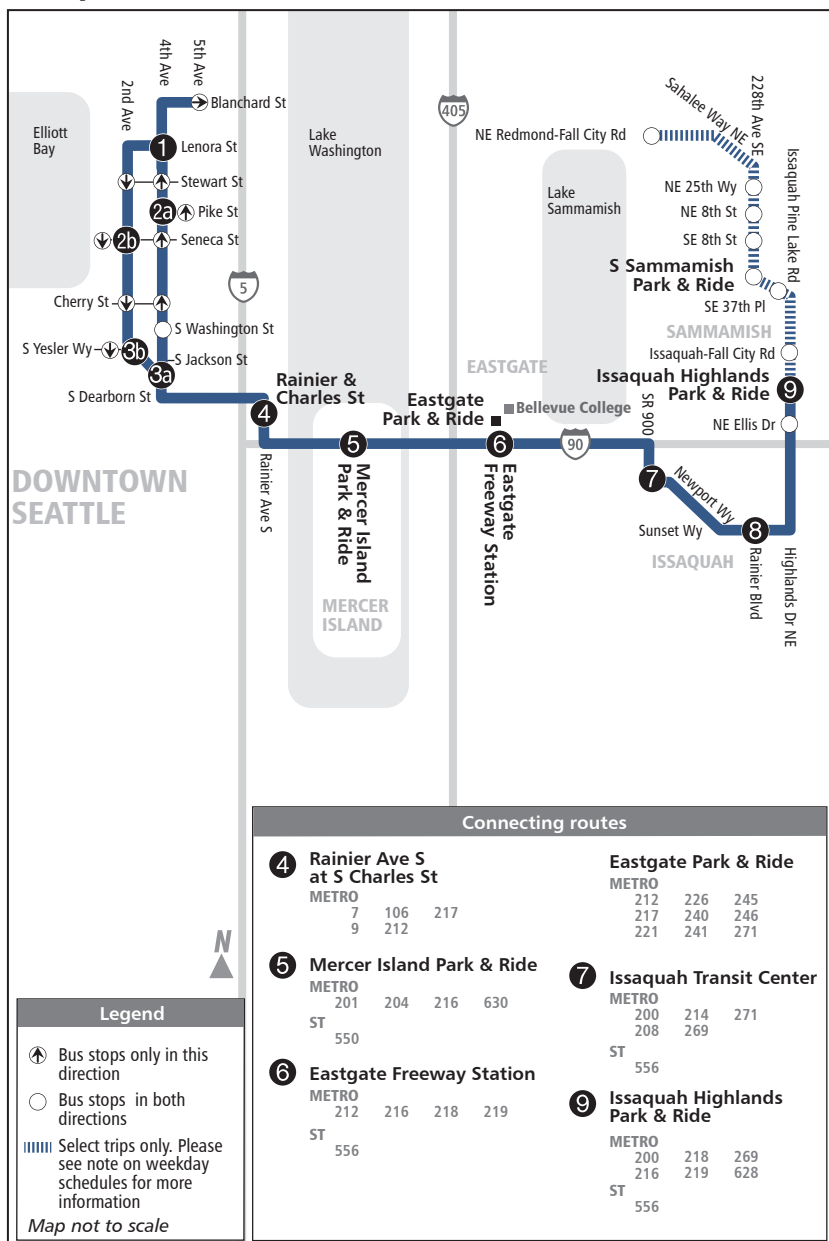 5th Ave
4th Ave
2nd Ave
Blanchard St
Elliott
Bay
1
Lenora St
Stewart St
2a
Pike St
2b
Seneca St
Cherry St
S Washington St
S Yesler Wy
3b
S Jackson St
3a
S Dearborn St
5
Lake
Washington
405
Sahalee Way NE
228th Ave SE
NE Redmond-Fall City Rd
Issaquah Pine Lake Rd
Lake
Sammamish
NE 25th Wy
NE 8th St
SE 8th St
S Sammamish
Park & Ride
SE 37th Pl
SAMMAMISH
Issaquah-Fall City Rd
Issaquah Highlands
Park & Ride
9
NE Ellis Dr
Rainier &
Charles St
4
EASTGATE
Eastgate
Park & Ride
Bellevue College
SR 900
5
6
90
Rainier Ave S
Mercer Island
Park & Ride
Eastgate
Freeway Station
7
Newport Wy
Sunset Wy
8
ISSAQUAH
Rainier Blvd
Highlands Dr NE
DOWNTOWN
SEATTLE
MERCER
ISLAND
N
Legend
Bus stops only in this
direction
Bus stops in both
directions
Select trips only. Please
see note on weekday
schedules for more
information
Map not to scale
Connecting routes
4 Rainier Ave S
at S Charles St
METRO
7 106 217
9 212
5 Mercer Island Park & Ride
METRO
201 204 216 630
ST
550
6 Eastgate Freeway Station
METRO
212 216 218 219
ST
556
Eastgate Park & Ride
METRO
212 226 245
217 240 246
221 241 271
7 Issaquah Transit Center
METRO
200 214 271
208 269
ST
556
9 Issaquah Highlands
Park & Ride
METRO
200 218 269
216 219 628
ST
556